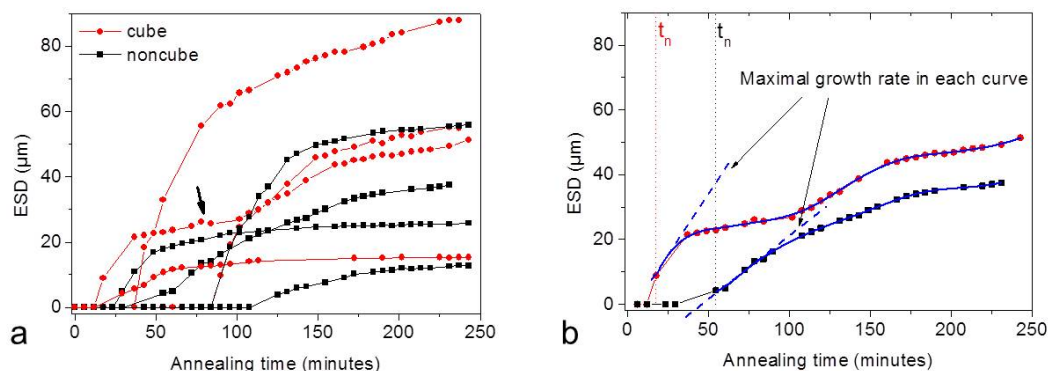 80
60
40
20
0
ESD (µm)
cube
noncube
0 50 100 150 200 250
Annealing time (minutes)
a
80
60
40
20
0
ESD (µm)
tn
tn
Maximal growth rate in each curve
0 50 100 150 200 250
Annealing time (minutes)
b